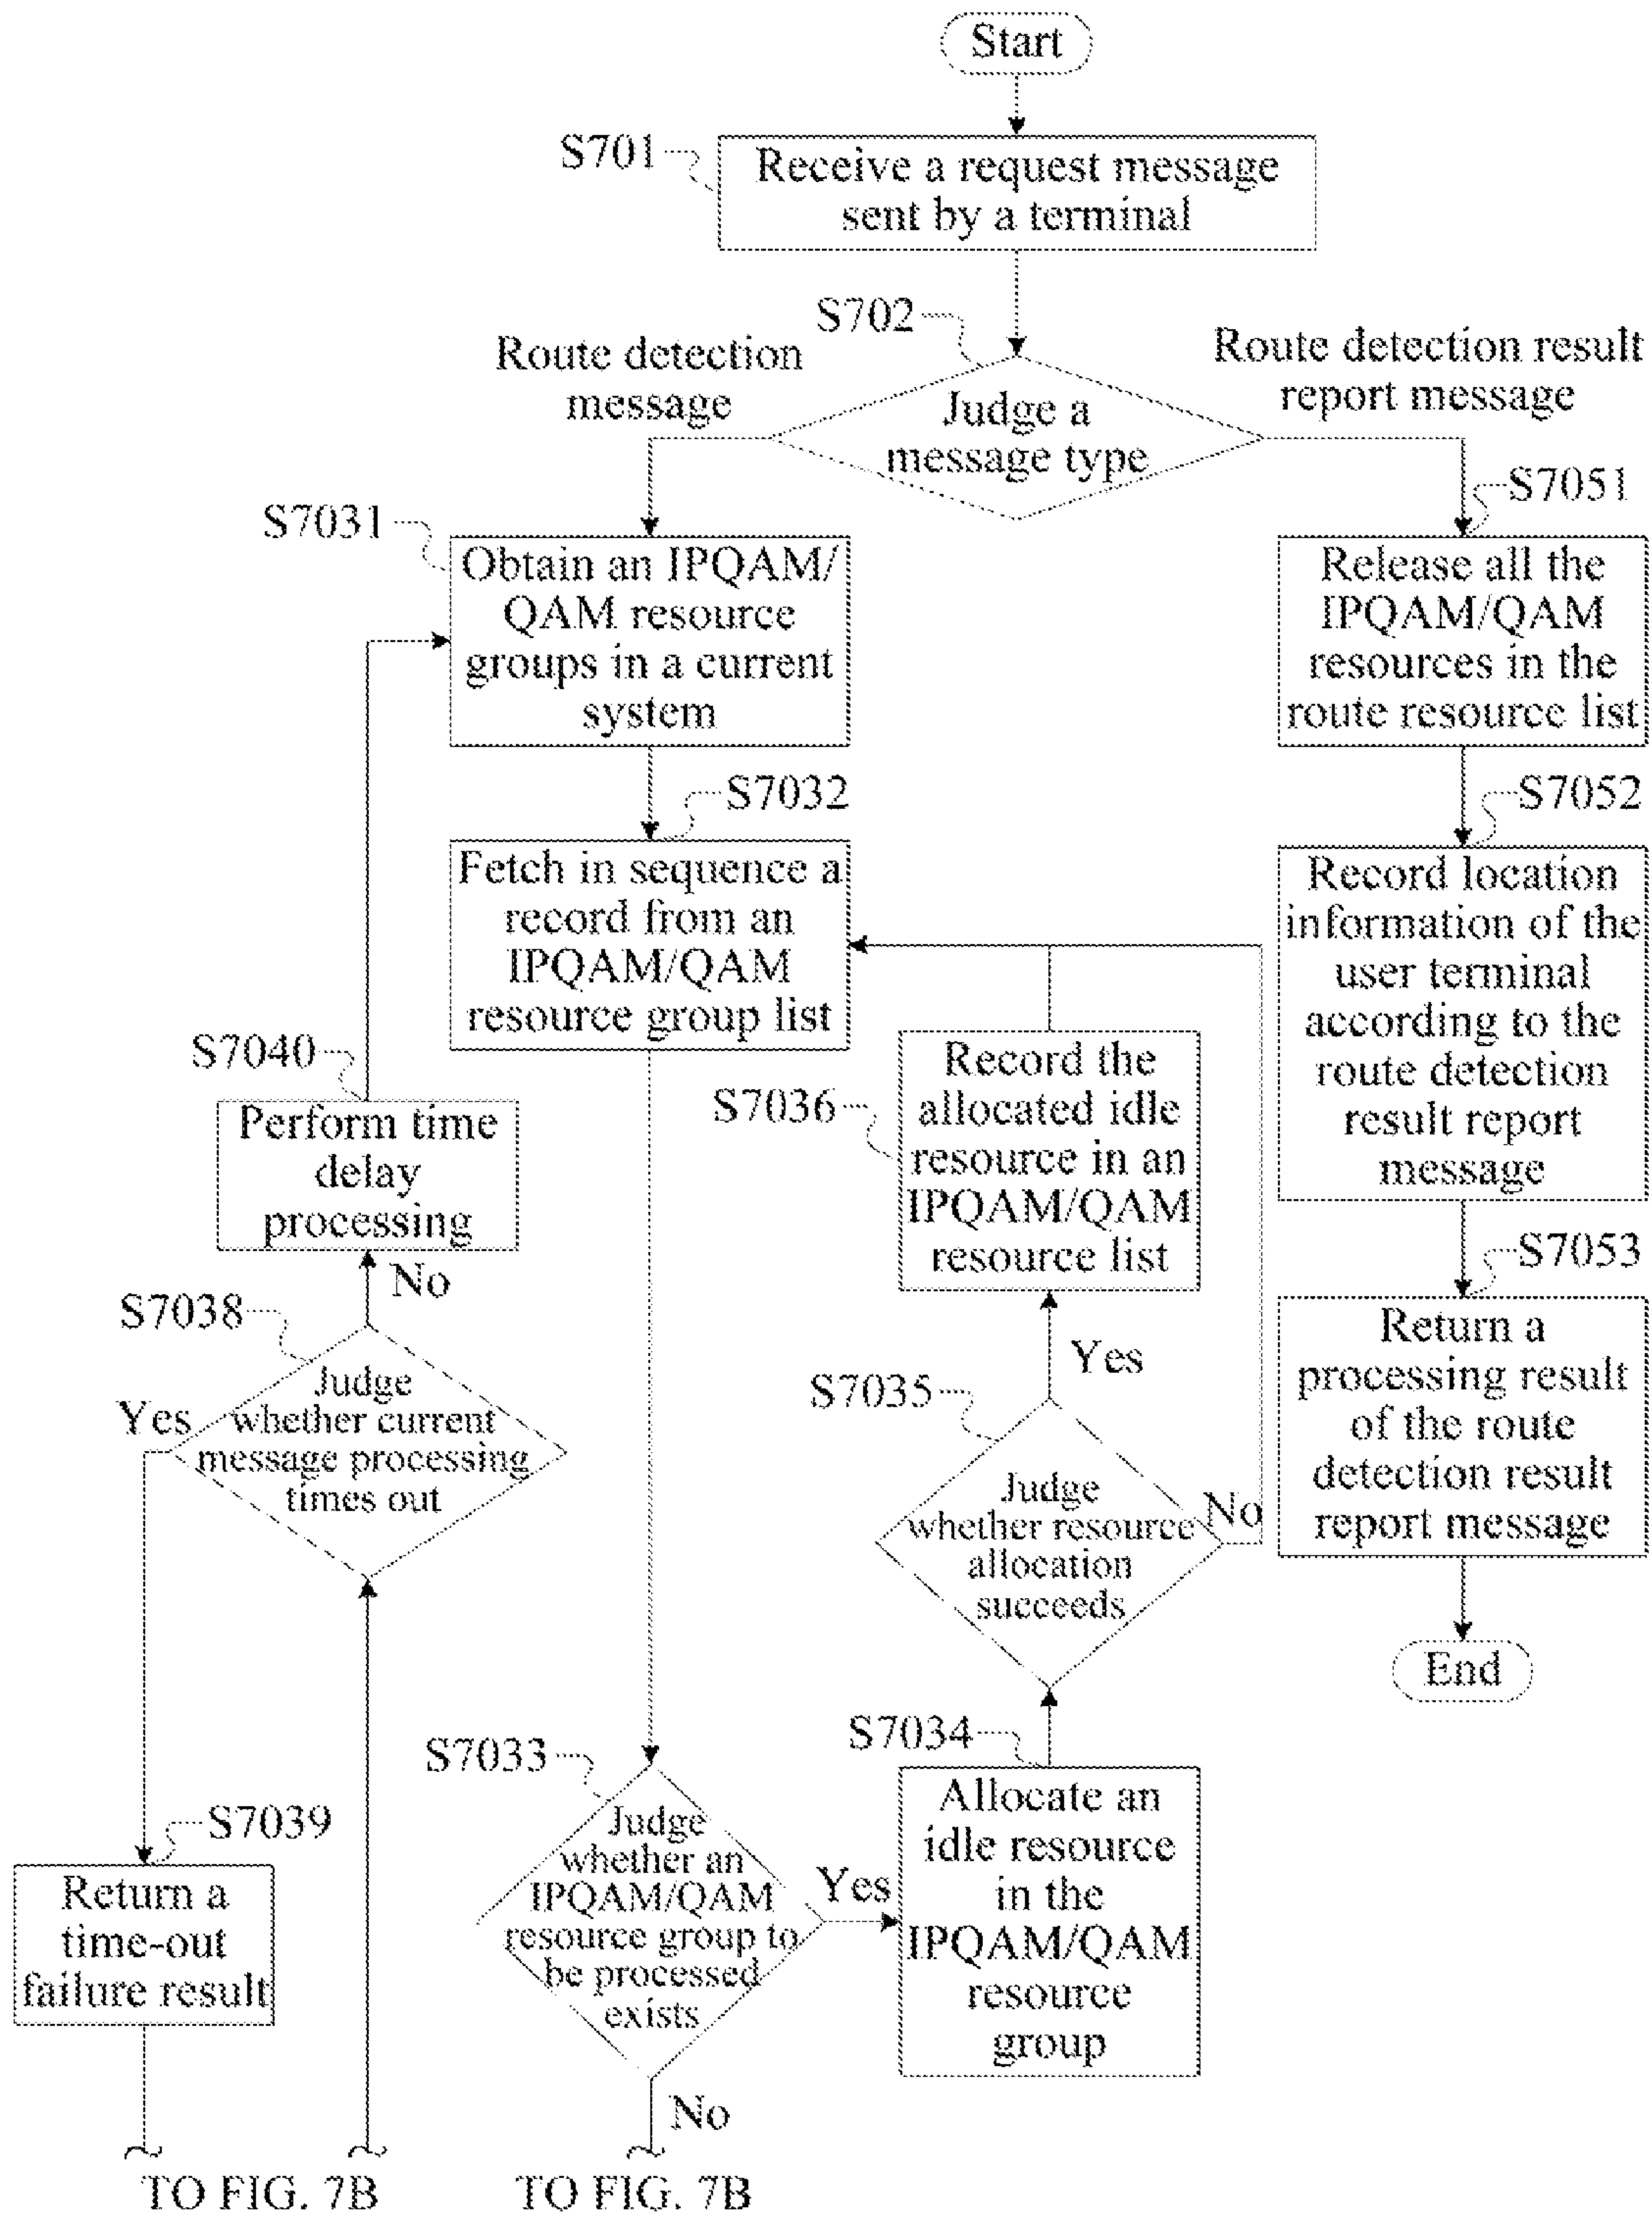 Start
S701
Receive a request message
sent by a terminal
S702
Route detection
message
Judge a
message type
Route detection result
report message
S7031
Obtain an IPQAM/
QAM resource
groups in a current
system
S7051
Release all the
IPQAM/QAM
resources in the
route resource list
S7032
Fetch in sequence a
record from an
IPQAM/QAM
resource group list
S7052
Record location
information of the
user terminal
according to the
route detection
result report
message
S7040
Perform time
delay
processing
S7036
Record the
allocated idle
resource in an
IPQAM/QAM
resource list
No
S7038
Judge
whether current
message processing
times out
Yes
Yes
S7035
Judge
whether resource
allocation
succeeds
No
S7053
Return a
processing result
of the route
detection result
report message
End
S7034
Allocate an
idle resource
in the
IPQAM/QAM
resource
group
S7033
Judge
whether an
IPQAM/QAM
resource group to
be processed
exists
Yes
No
S7039
Return a
time-out
failure result
TO FIG. 7B
TO FIG. 7B